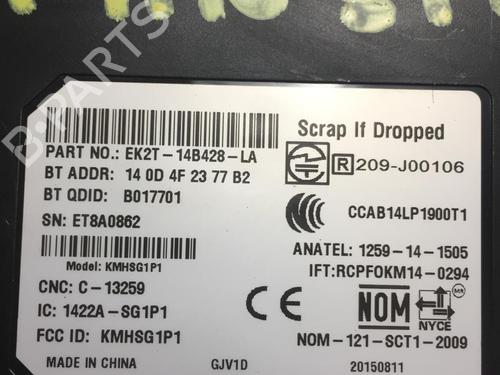 Scrap If Dropped
PART NO.: EK2T-14B428-LA
R 209-J00106
BT ADDR: 14 0D 4F 23 77 B2
BT QDID: B017701
CCAB14LP1900T1
SN: ET8A0862
ANATEL: 1259-14-1505
Model: KMHSG1P1
IFT:RCPFOKM14-0294
CNC: C-13259
IC: 1422A-SG1P1
CE
NOM
NYCE
FCC ID: KMHSG1P1
NOM-121-SCT1-2009
MADE IN CHINA
GJV1D
20150811
B-PARTS